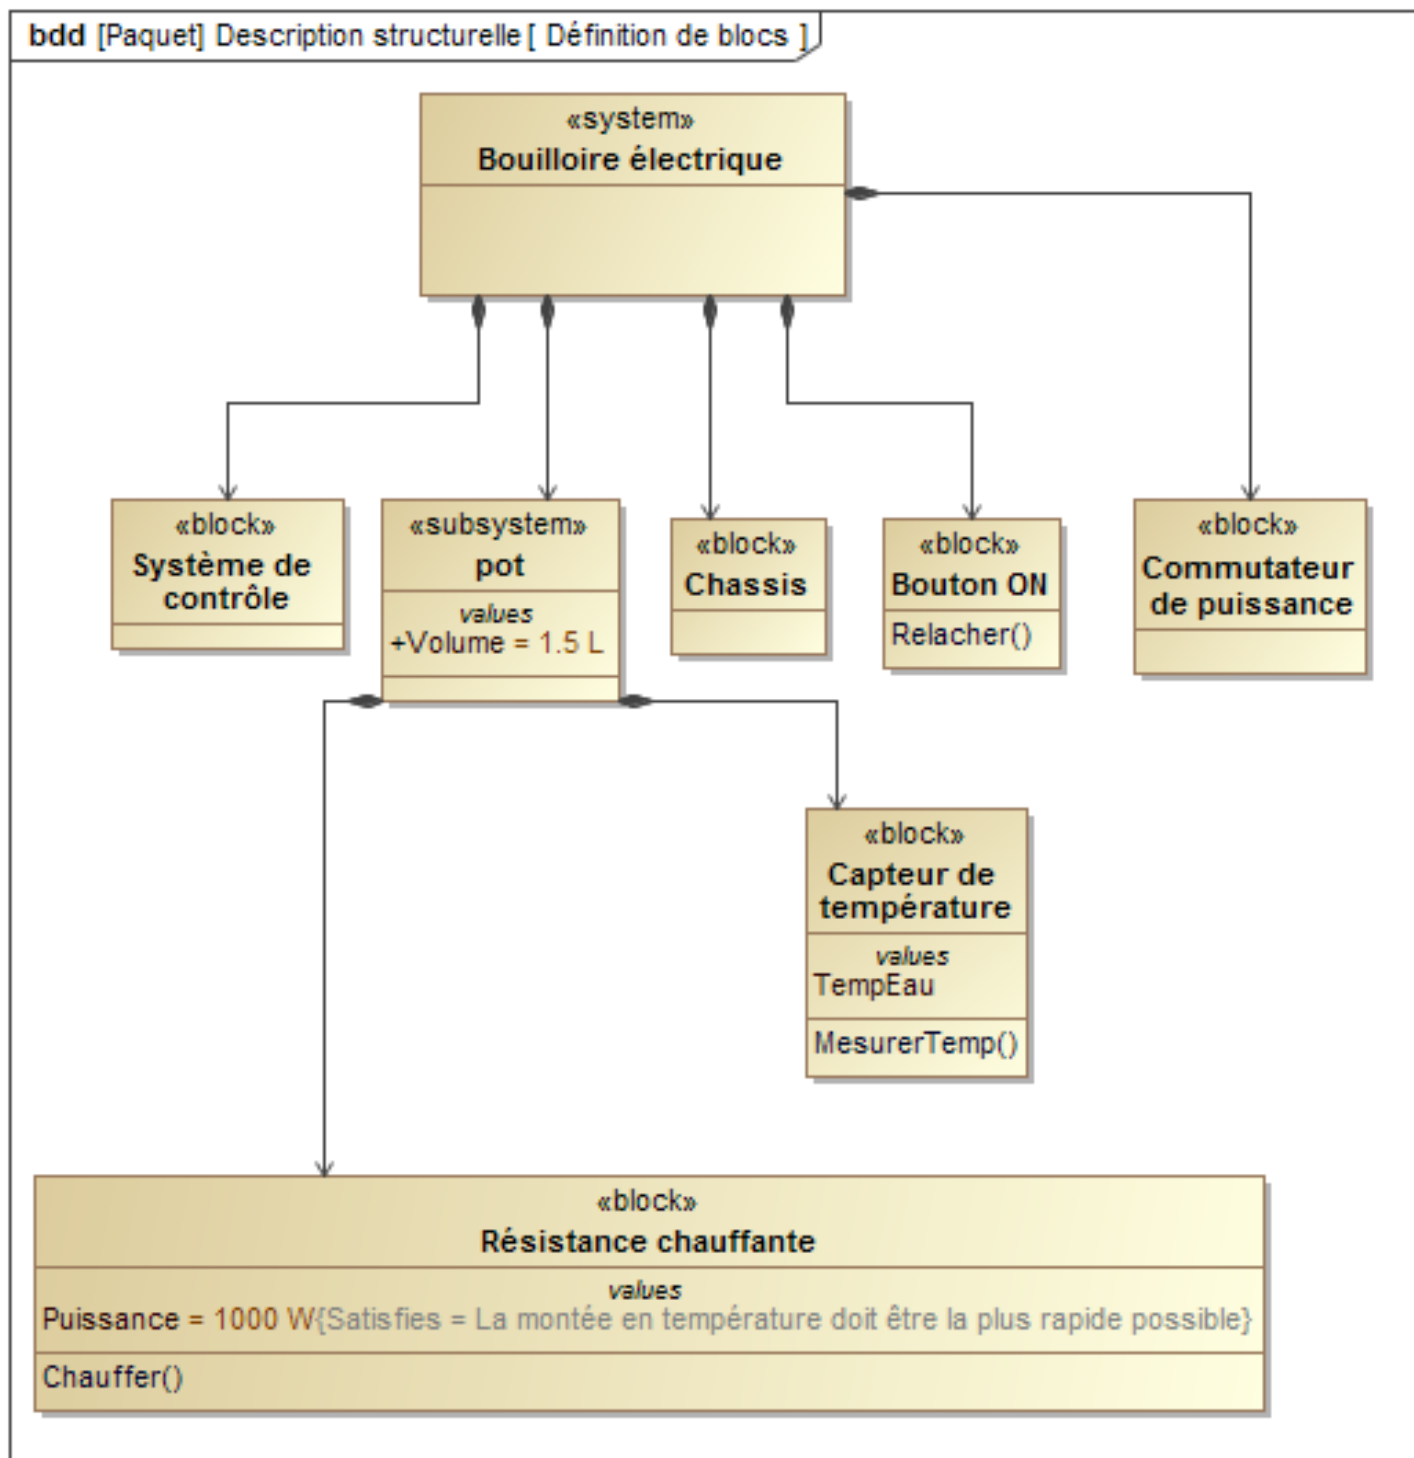 bdd [Paquet] Description structurelle [ Définition de blocs ]
«system»
Bouilloire électrique
«block»
Système de
contrôle
«subsystem»
pot
values
+Volume = 1.5 L
«block»
Chassis
«block»
Bouton ON
Relacher()
«block»
Commutateur
de puissance
«block»
Capteur de
température
values
TempEau
MesurerTemp()
«block»
Résistance chauffante
values
Puissance = 1000 W{Satisfies = La montée en température doit être la plus rapide possible}
Chauffer()